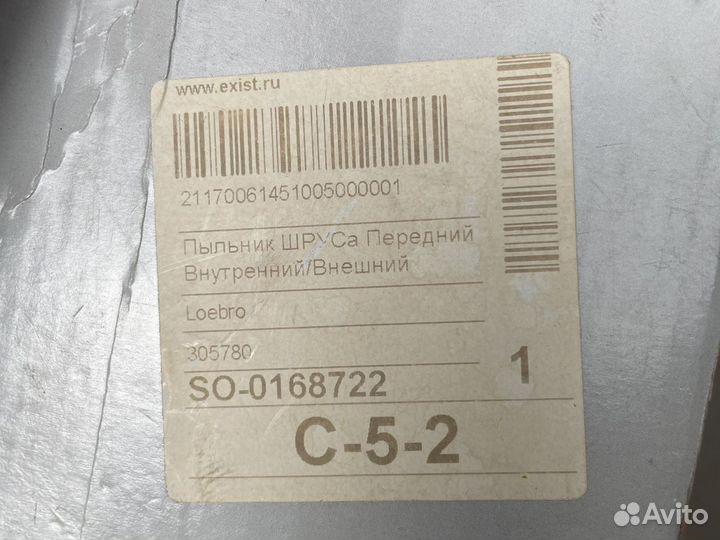 www.exist.ru
21170061451005000001
Пыльник ШРУСа Передний
Внутренний/Внешний
Loebro
305780
SO-0168722
1
C-5-2
Avito